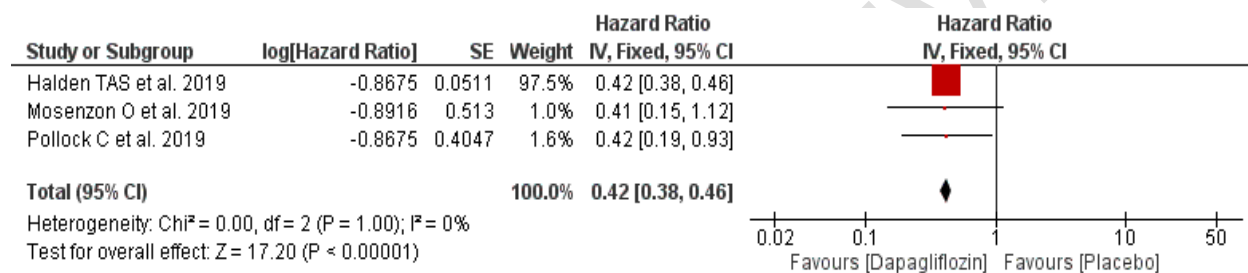 Hazard Ratio Hazard Ratio
Study or Subgroup log[Hazard Ratio] SE Weight IV, Fixed, 95% CI IV, Fixed, 95% CI
Halden TAS et al. 2019 -0.8675 0.0511 97.5% 0.42 [0.38, 0.46]
Mosenzon O et al. 2019 -0.8916 0.513 1.0% 0.41 [0.15, 1.12]
Pollock C et al. 2019 -0.8675 0.4047 1.6% 0.42 [0.19, 0.93]
Total (95% CI) 100.0% 0.42 [0.38, 0.46]
Heterogeneity: Chi² = 0.00, df = 2 (P = 1.00); I² = 0%
Test for overall effect: Z = 17.20 (P < 0.00001)
0.02 0.1 1 10 50
Favours [Dapagliflozin] Favours [Placebo]